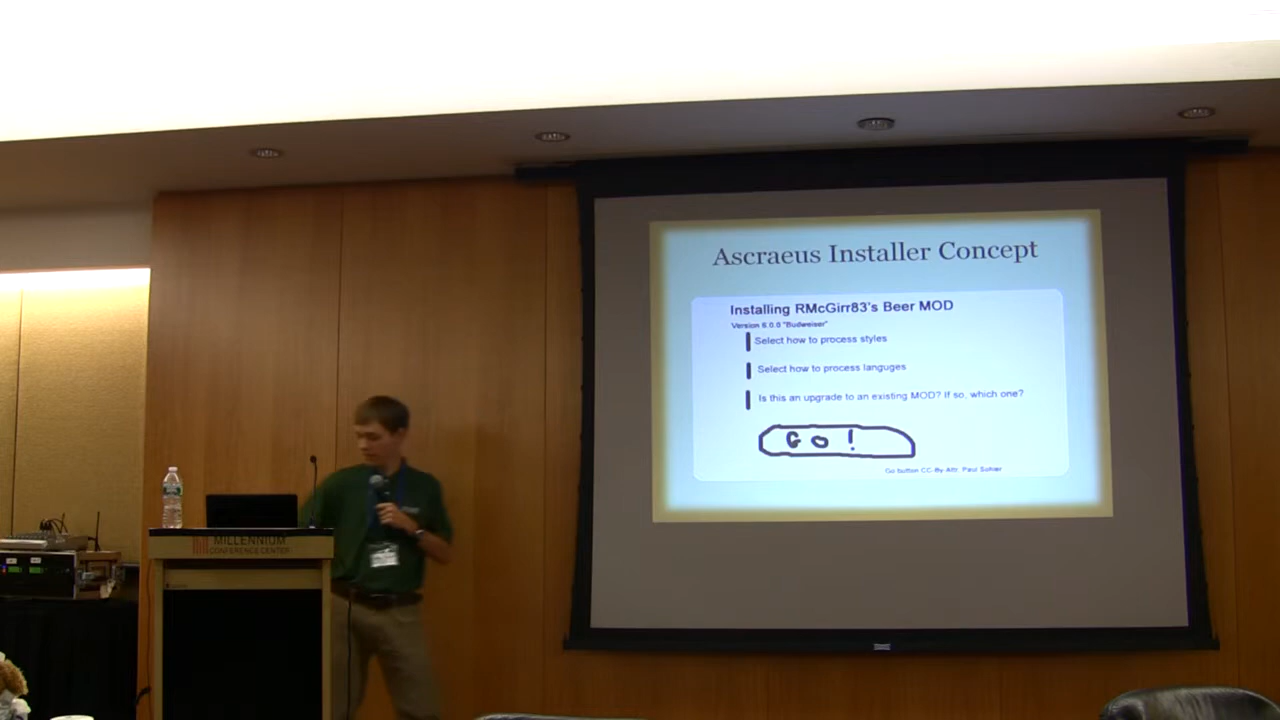 Ascraeus Installer Concept
Installing RMcGirr83's Beer MOD
Version 6.0.0 "Budweiser"
Select how to process styles
Select how to process languges
Is this an upgrade to an existing MOD? If so, which one?
GO!
Go button CC-By Attr. Paul Sohier
MILLENNIUM
CONFERENCE CENTER